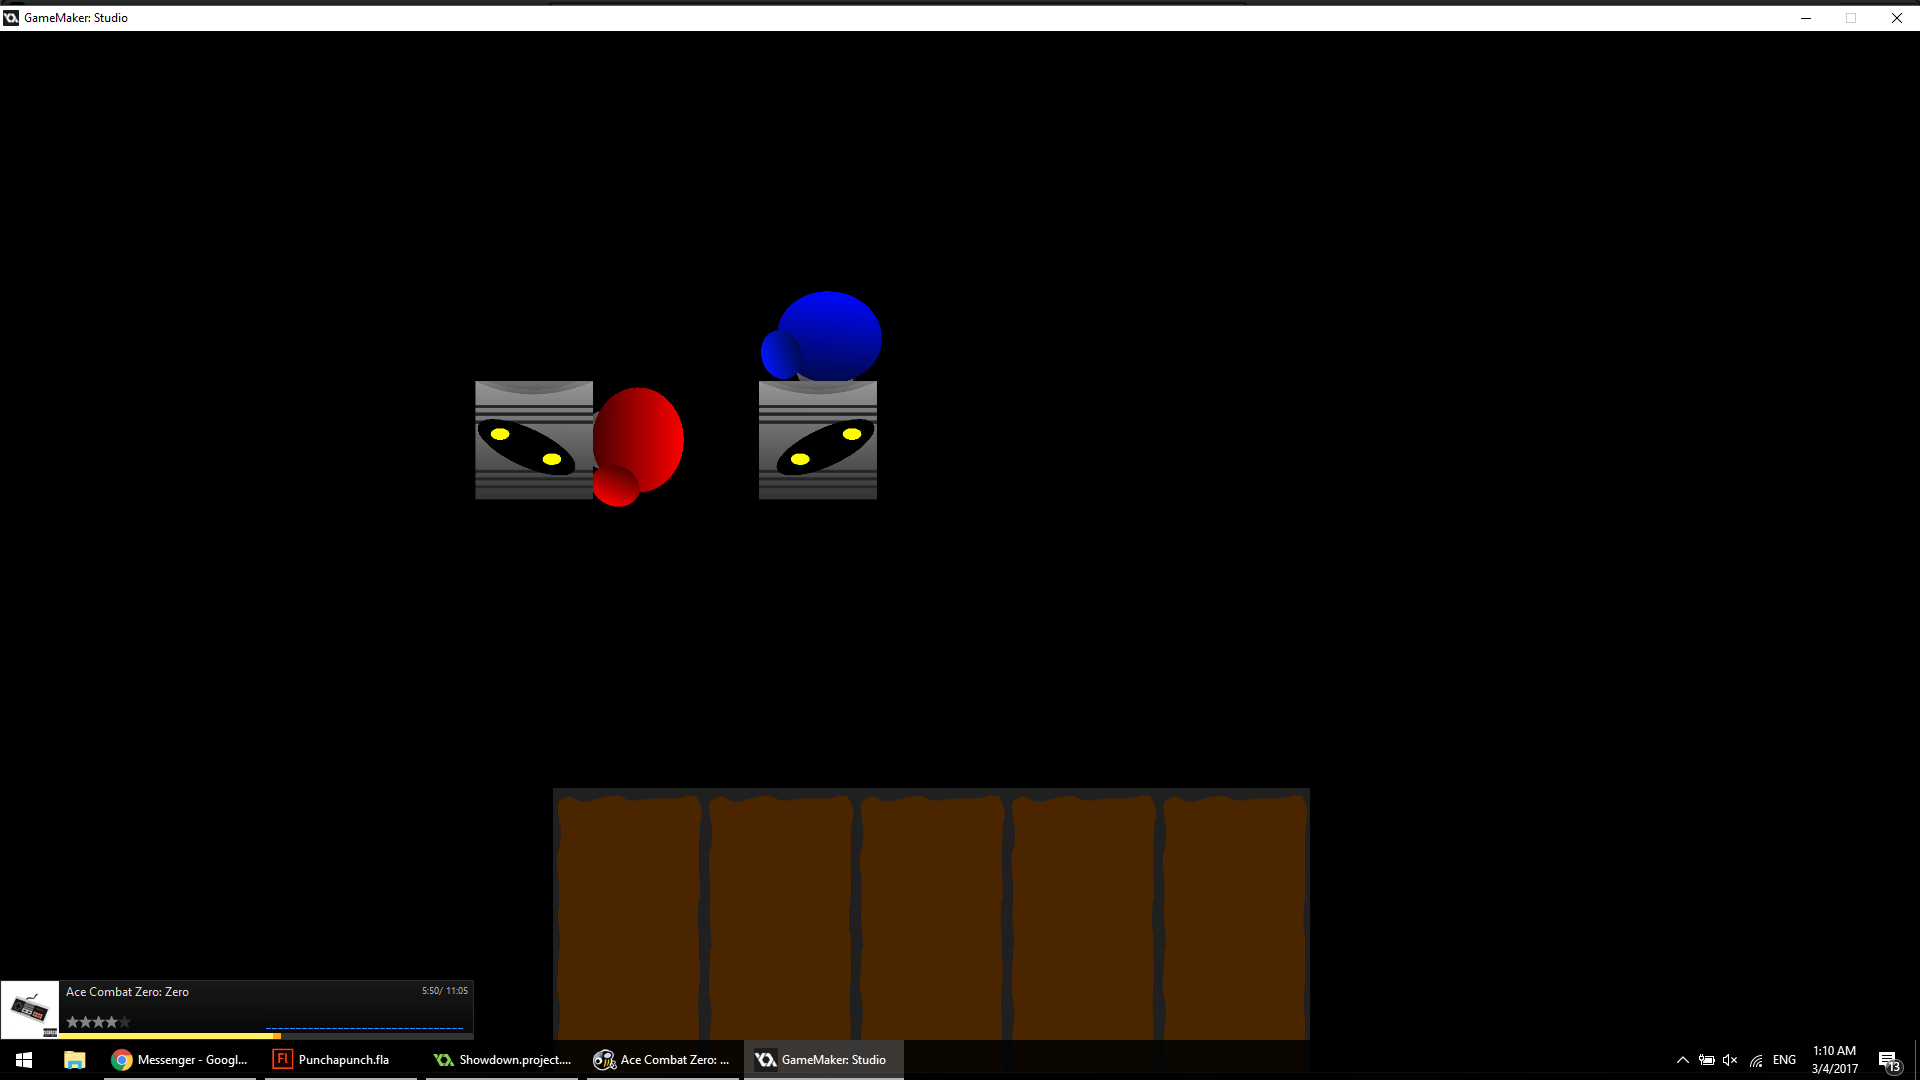 GameMaker: Studio
Ace Combat Zero: Zero
5:50/ 11:05
Messenger - Googl...
Fl
Punchapunch.fla
Showdown.project....
Ace Combat Zero: ...
GameMaker: Studio
ENG
1:10 AM
3/4/2017
13